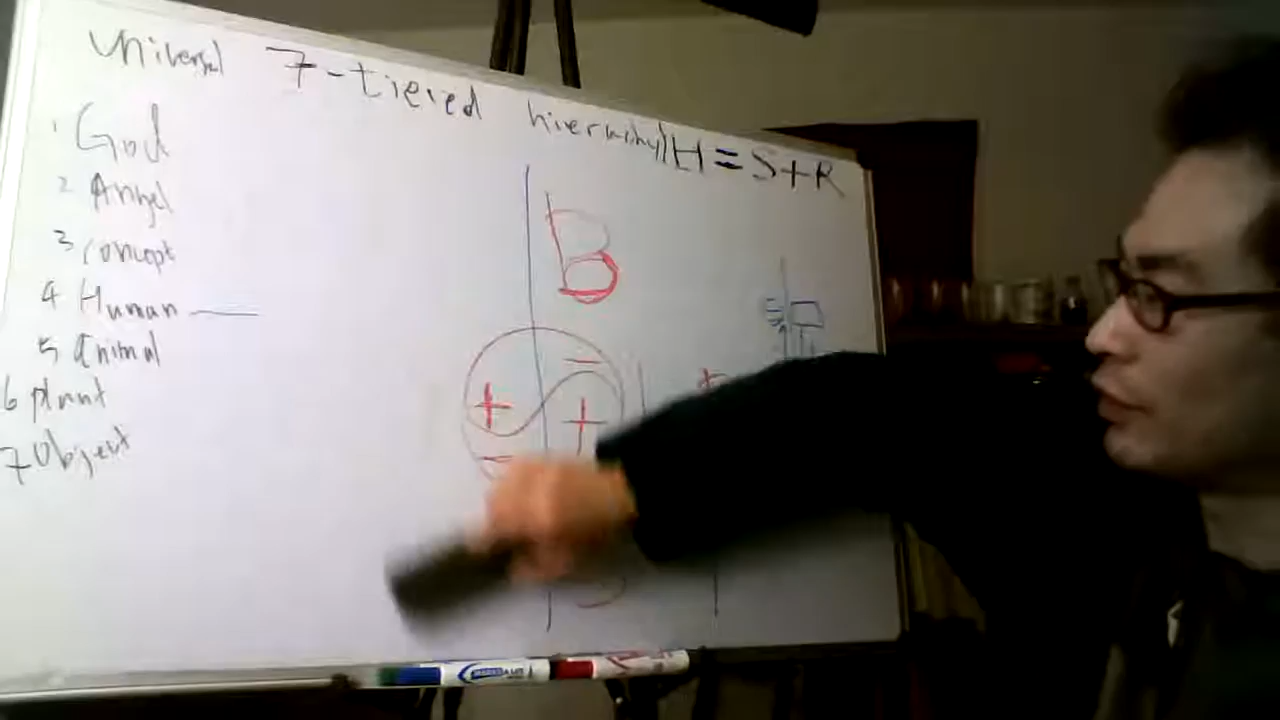 Universal 7-tiered hierarchy H = S+R
1 God
2 Angel
3 concept
4 Human
5 Animal
6 plant
7 Object
B
+ -
+
-